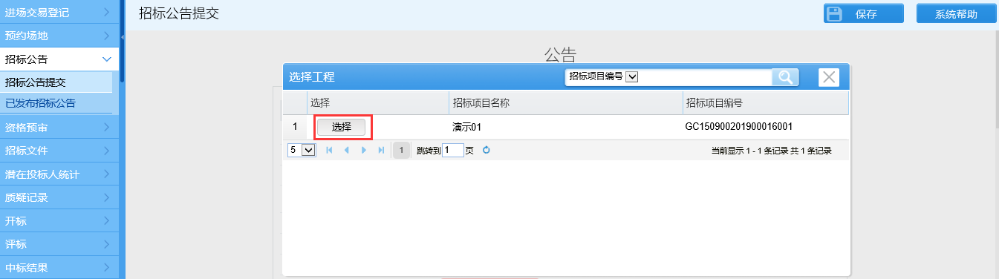 进场交易登记
预约场地
招标公告
招标公告提交
已发布招标公告
资格预审
招标文件
潜在投标人统计
质疑记录
开标
评标
中标结果
招标公告提交
保存
系统帮助
公告
选择工程
招标项目编号
选择 招标项目名称 招标项目编号
1 选择 演示01 GC150900201900016001
5 1 跳转到 1 页 当前显示 1 - 1 条记录 共 1 条记录